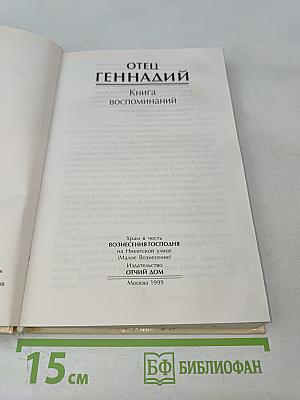 ОТЕЦ
ГЕННАДИЙ
Книга
воспоминаний
Храм в честь
ВОЗНЕСЕНИЯ ГОСПОДНЯ
на Никитской улице
(Малое Вознесение)
Издательство
ОТЧИЙ ДОМ
Москва 1999
15 см
БФ БИБЛИОФАН